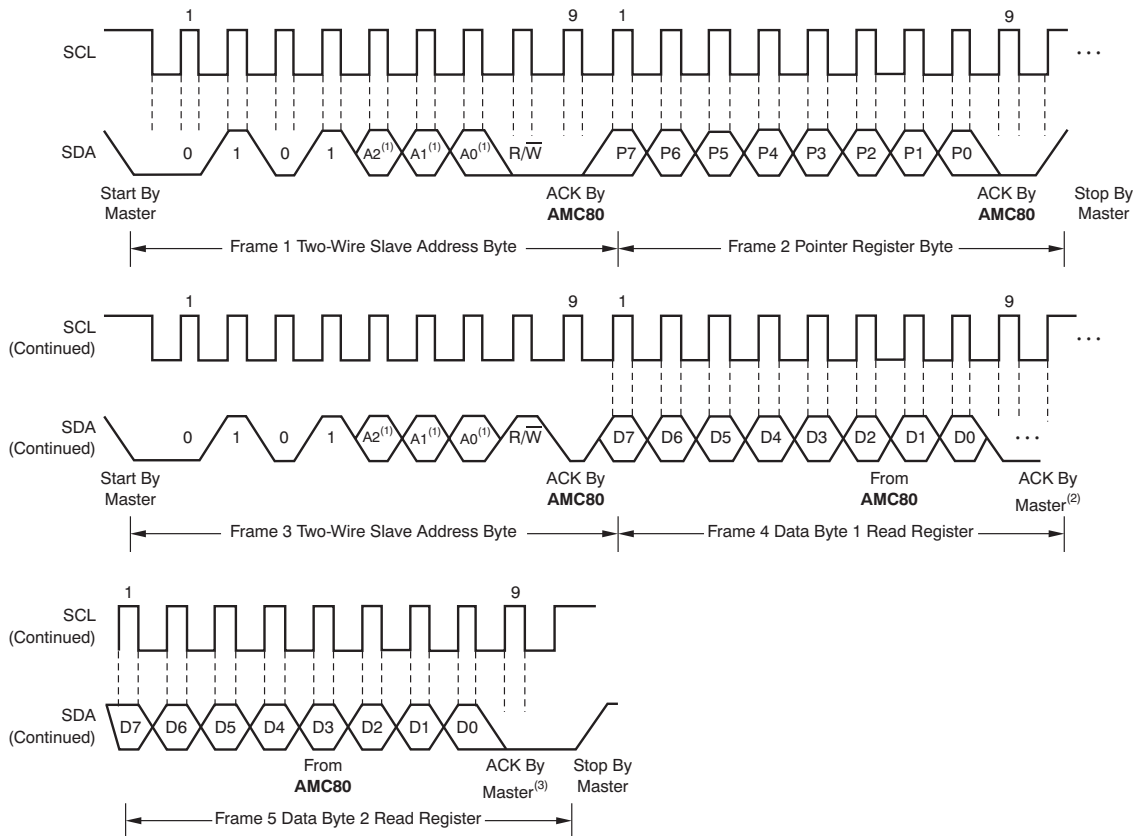 1 9 1 9
SCL ...
SDA 0 1 0 1 A2(1) A1(1) A0(1) R/W̅ P7 P6 P5 P4 P3 P2 P1 P0
Start By Master
ACK By AMC80
ACK By AMC80
Stop By Master
Frame 1 Two-Wire Slave Address Byte
Frame 2 Pointer Register Byte
1 9 1 9
SCL (Continued) ...
SDA (Continued) 0 1 0 1 A2(1) A1(1) A0(1) R/W̅ D7 D6 D5 D4 D3 D2 D1 D0 ...
Start By Master
ACK By AMC80
From AMC80
ACK By Master(2)
Frame 3 Two-Wire Slave Address Byte
Frame 4 Data Byte 1 Read Register
1 9
SCL (Continued)
SDA (Continued) D7 D6 D5 D4 D3 D2 D1 D0
From AMC80
ACK By Master(3)
Stop By Master
Frame 5 Data Byte 2 Read Register